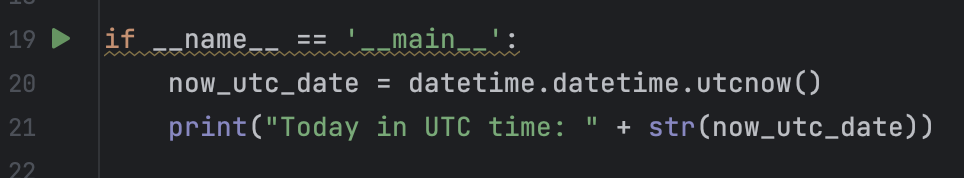 19 if __name__ == '__main__':
20 now_utc_date = datetime.datetime.utcnow()
21 print("Today in UTC time: " + str(now_utc_date))
22